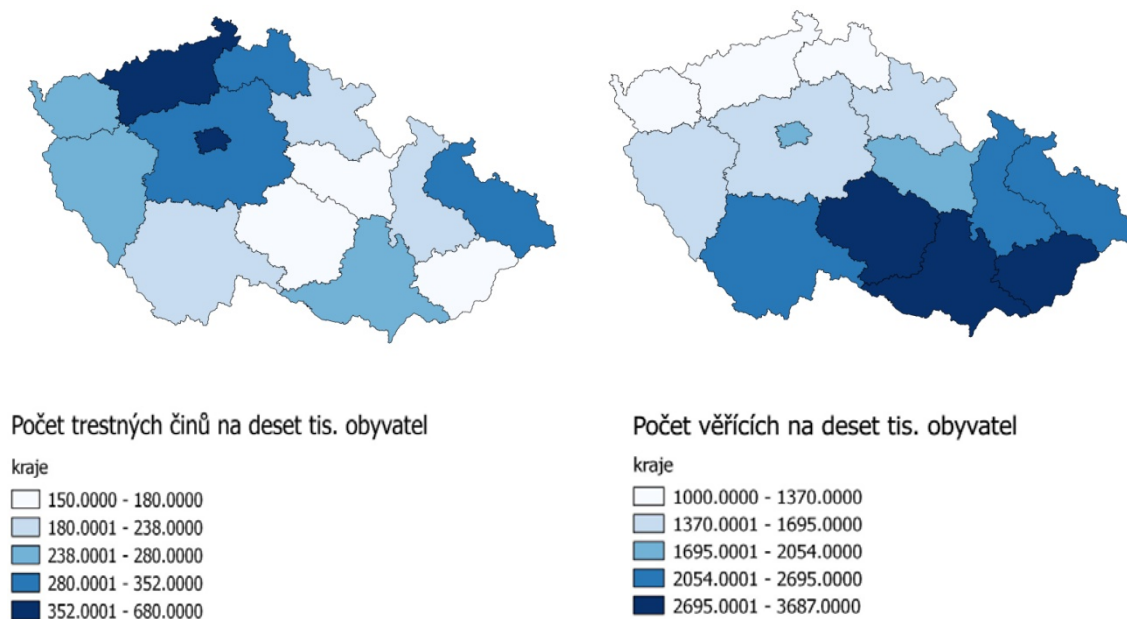 Počet trestných činů na deset tis. obyvatel
kraje
150.0000 - 180.0000
180.0001 - 238.0000
238.0001 - 280.0000
280.0001 - 352.0000
352.0001 - 680.0000
Počet věřících na deset tis. obyvatel
kraje
1000.0000 - 1370.0000
1370.0001 - 1695.0000
1695.0001 - 2054.0000
2054.0001 - 2695.0000
2695.0001 - 3687.0000